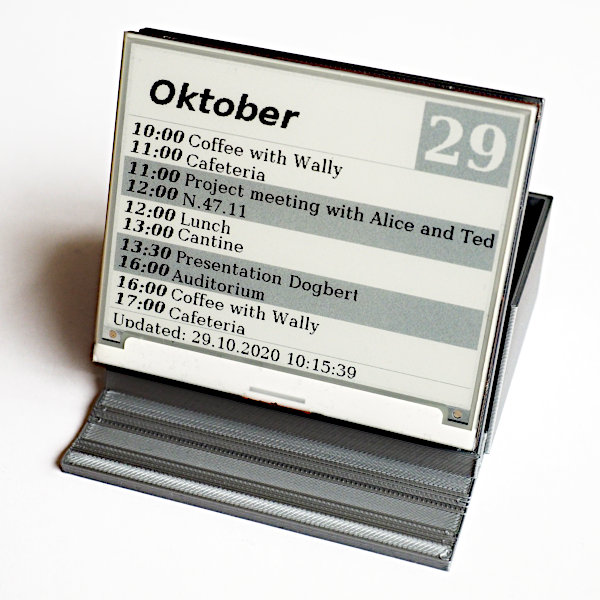 Oktober
29
10:00 Coffee with Wally
11:00 Cafeteria
11:00 Project meeting with Alice and Ted
12:00 N.47.11
12:00 Lunch
13:00 Cantine
13:30 Presentation Dogbert
16:00 Auditorium
16:00 Coffee with Wally
17:00 Cafeteria
Updated: 29.10.2020 10:15:39